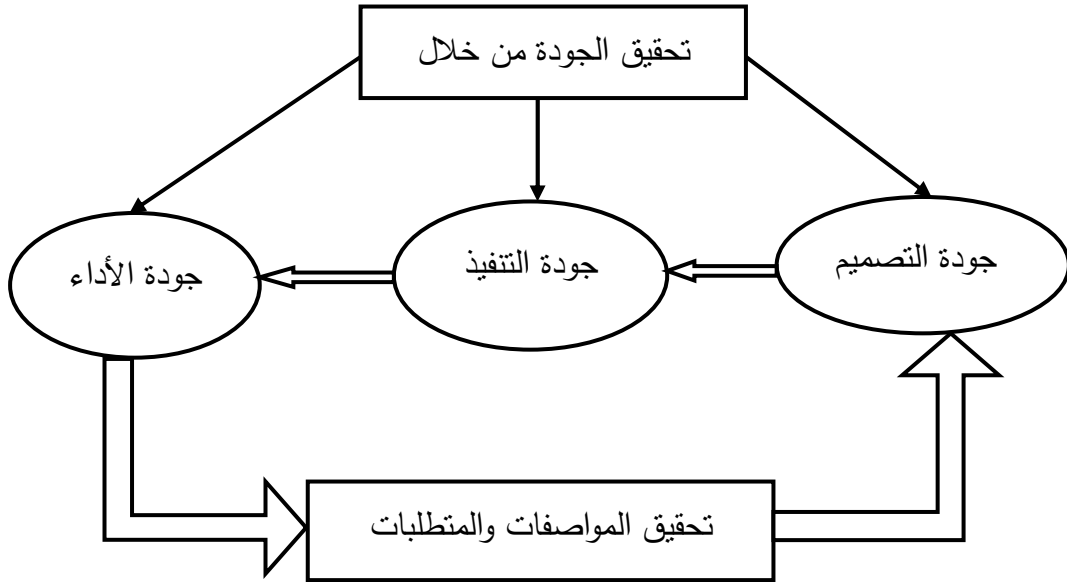 تحقيق الجودة من خلال
جودة التصميم
جودة التنفيذ
جودة الأداء
تحقيق المواصفات والمتطلبات